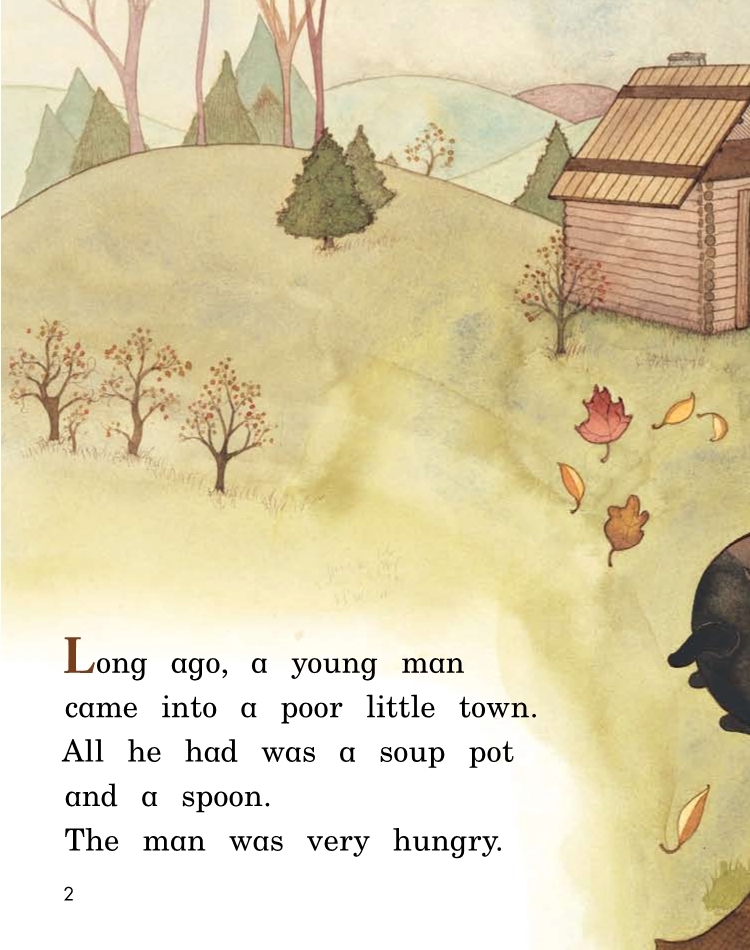 Long ago, a young man
came into a poor little town.
All he had was a soup pot
and a spoon.
The man was very hungry.
2